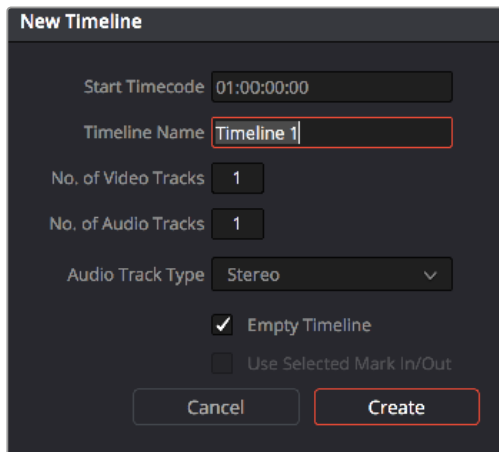 New Timeline
Start Timecode 01:00:00:00
Timeline Name Timeline 1
No. of Video Tracks 1
No. of Audio Tracks 1
Audio Track Type Stereo
Empty Timeline
Use Selected Mark In/Out
Cancel Create